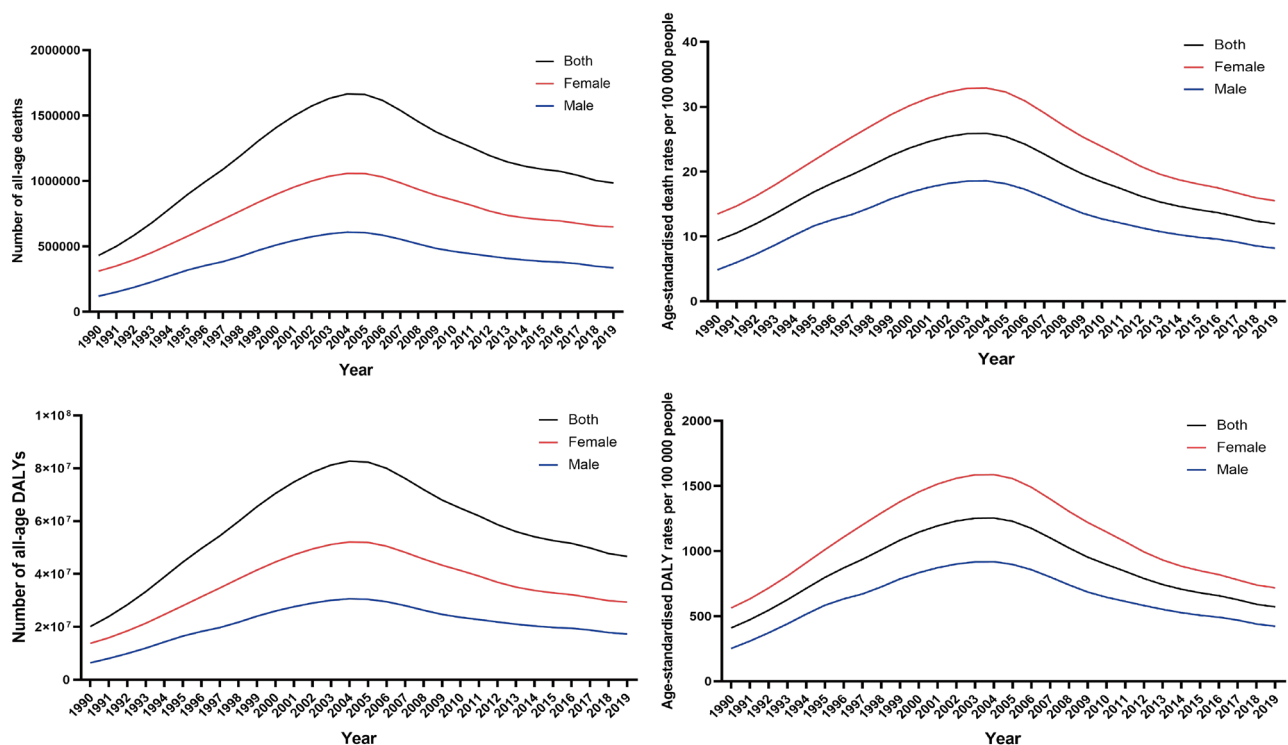 Number of all-age deaths
2000000
1500000
1000000
500000
0
Both
Female
Male
1990 1991 1992 1993 1994 1995 1996 1997 1998 1999 2000 2001 2002 2003 2004 2005 2006 2007 2008 2009 2010 2011 2012 2013 2014 2015 2016 2017 2018 2019
Year
Age-standardised death rates per 100 000 people
40
30
20
10
0
Both
Female
Male
1990 1991 1992 1993 1994 1995 1996 1997 1998 1999 2000 2001 2002 2003 2004 2005 2006 2007 2008 2009 2010 2011 2012 2013 2014 2015 2016 2017 2018 2019
Year
Number of all-age DALYs
1×10⁸
8×10⁷
6×10⁷
4×10⁷
2×10⁷
0
Both
Female
Male
1990 1991 1992 1993 1994 1995 1996 1997 1998 1999 2000 2001 2002 2003 2004 2005 2006 2007 2008 2009 2010 2011 2012 2013 2014 2015 2016 2017 2018 2019
Year
Age-standardised DALY rates per 100 000 people
2000
1500
1000
500
0
Both
Female
Male
1990 1991 1992 1993 1994 1995 1996 1997 1998 1999 2000 2001 2002 2003 2004 2005 2006 2007 2008 2009 2010 2011 2012 2013 2014 2015 2016 2017 2018 2019
Year